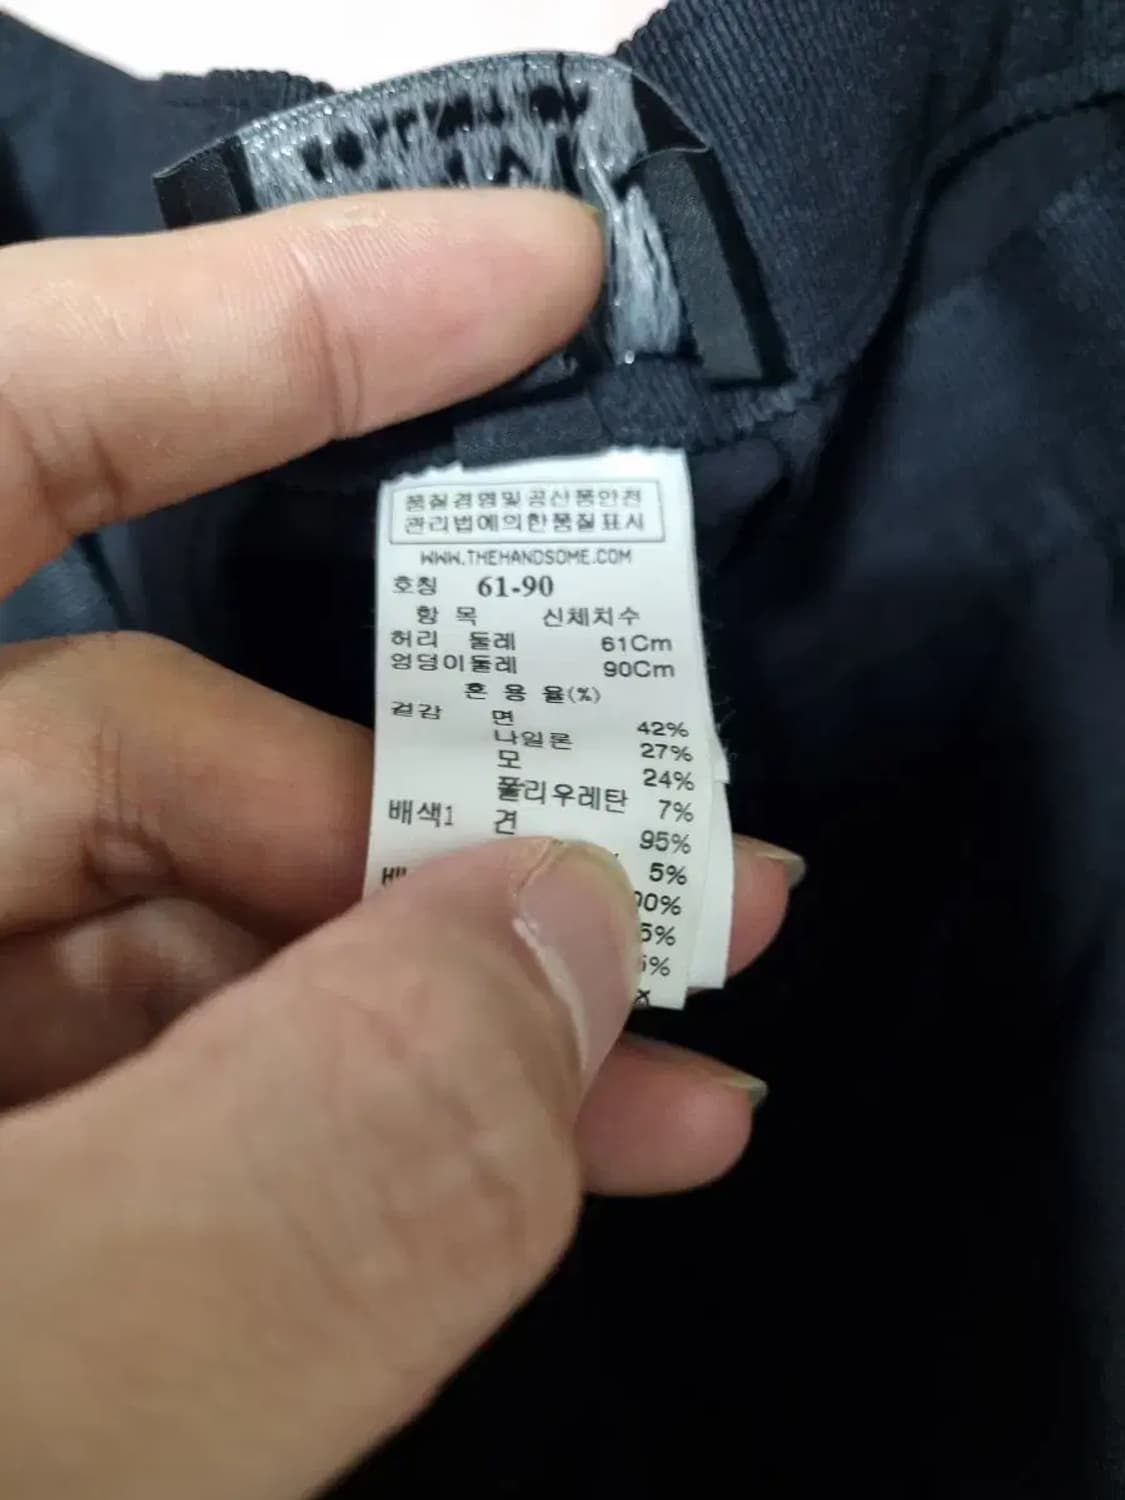 품질경영및공산품안전
관리법에의한품질표시
WWW.THEHANDSOME.COM
호칭 61-90
항 목 신체치수
허리 둘레 61Cm
엉덩이둘레 90Cm
혼 용 율(%)
겉감 면 42%
나일론 27%
모 24%
폴리우레탄 7%
배색1 견 95%
5%
00%
5%